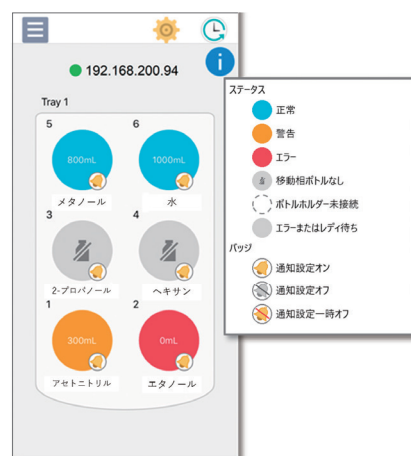 192.168.200.94
Tray 1
5
6
800mL
1000mL
メタノール
水
3
4
2-プロパノール
ヘキサン
1
2
300mL
0mL
アセトニトリル
エタノール
i
ステータス
正常
警告
エラー
移動相ボトルなし
ボトルホルダー未接続
エラーまたはレディ待ち
バッジ
通知設定オン
通知設定オフ
通知設定一時オフ